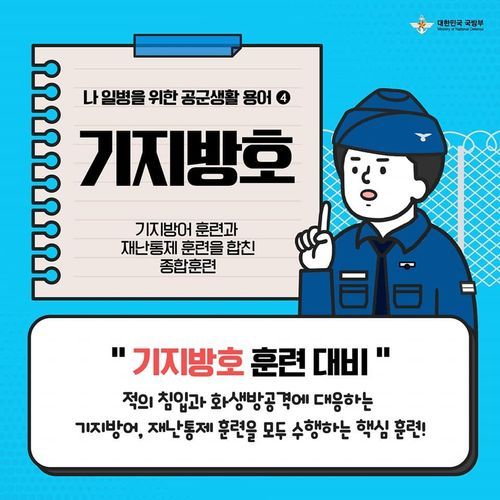 대한민국 국방부
Ministry of National Defense
나 일병을 위한 공군생활 용어 ❹
기지방호
기지방어 훈련과
재난통제 훈련을 합친
종합훈련
" 기지방호 훈련 대비 "
적의 침입과 화생방공격에 대응하는
기지방어, 재난통제 훈련을 모두 수행하는 핵심 훈련!